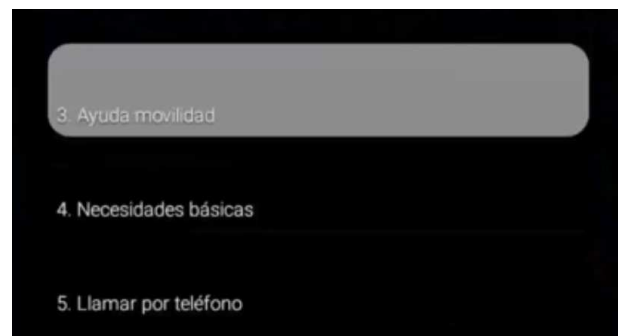 3. Ayuda movilidad
4. Necesidades básicas
5. Llamar por teléfono